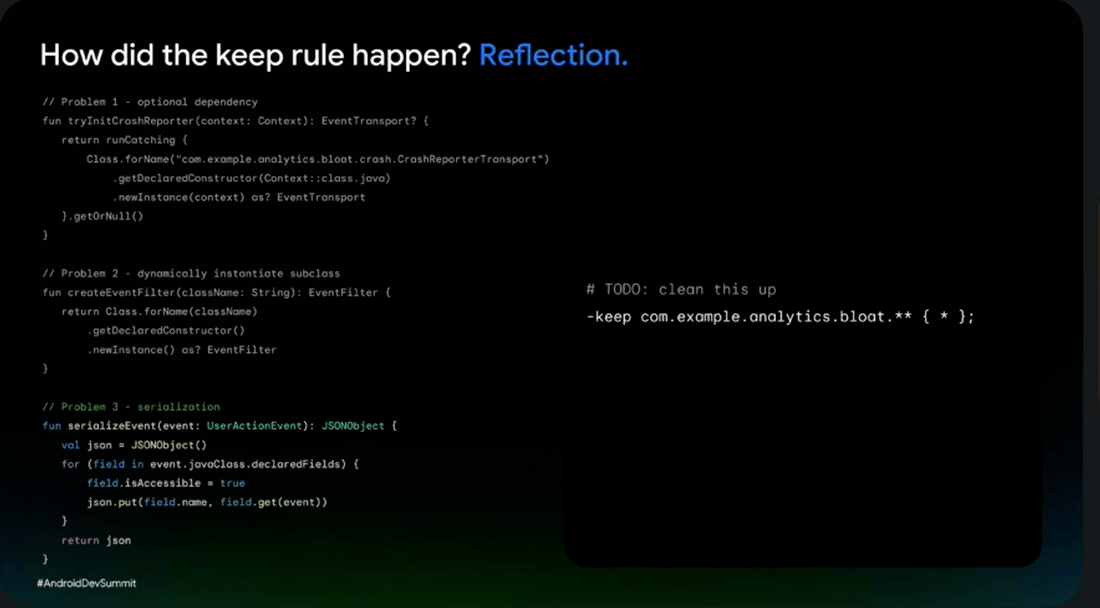 How did the keep rule happen? Reflection.
// Problem 1 - optional dependency
fun tryInitCrashReporter(context: Context): EventTransport? {
return runCatching {
Class.forName("com.example.analytics.bloat.crash.CrashReporterTransport")
.getDeclaredConstructor(Context::class.java)
.newInstance(context) as? EventTransport
}.getOrNull()
}
// Problem 2 - dynamically instantiate subclass
fun createEventFilter(className: String): EventFilter {
return Class.forName(className)
.getDeclaredConstructor()
.newInstance() as? EventFilter
}
// Problem 3 - serialization
fun serializeEvent(event: UserActionEvent): JSONObject {
val json = JSONObject()
for (field in event.javaClass.declaredFields) {
field.isAccessible = true
json.put(field.name, field.get(event))
}
return json
}
# TODO: clean this up
-keep com.example.analytics.bloat.** { * };
#AndroidDevSummit